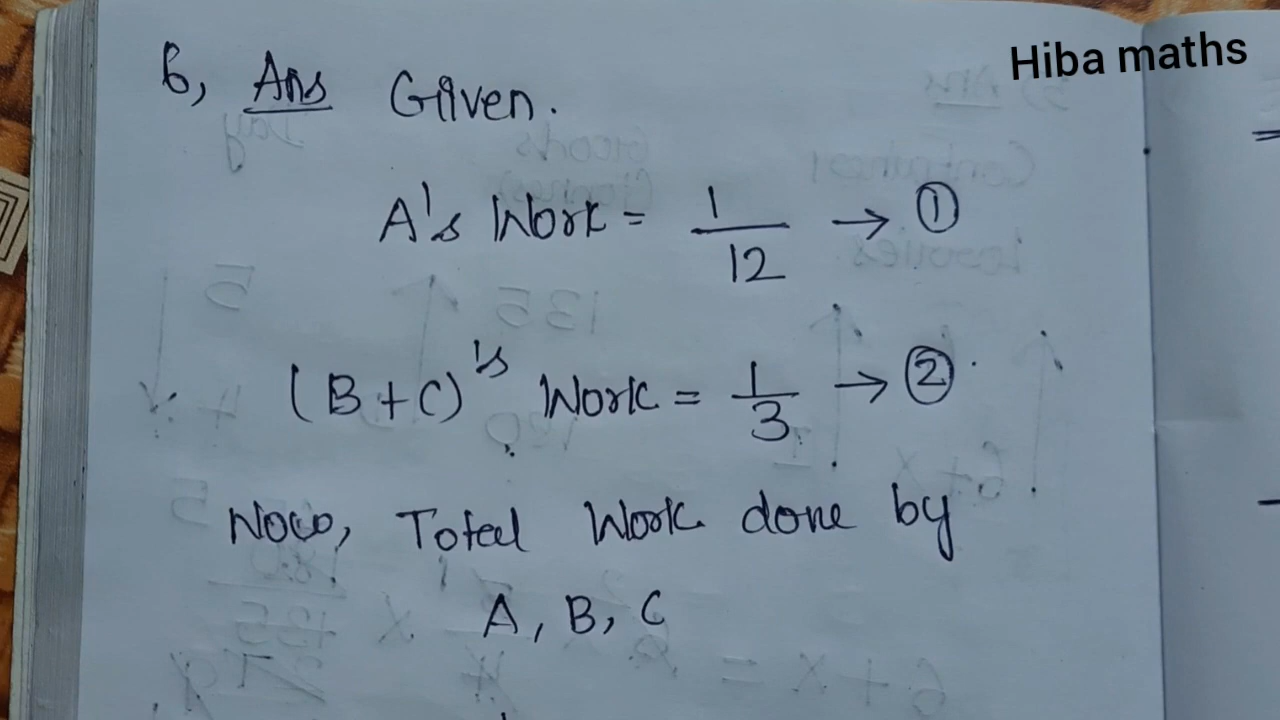 Hiba maths
6, Ans Given.
A's Work = 1/12 → ①
(B+C)'s Work = 1/3 → ②
Now, Total Work done by
A, B, C